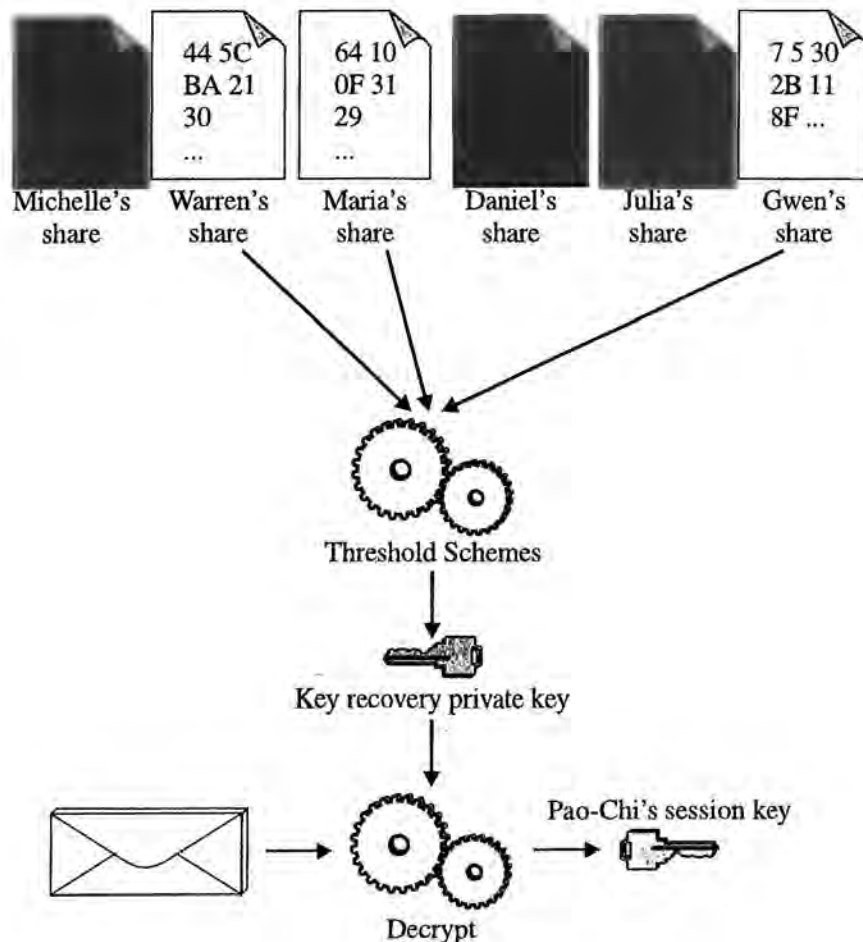 44 5C
BA 21
30
...
64 10
0F 31
29
...
7 5 30
2B 11
8F ...
Michelle's
share
Warren's
share
Maria's
share
Daniel's
share
Julia's
share
Gwen's
share
Threshold Schemes
Key recovery private key
Pao-Chi's session key
Decrypt